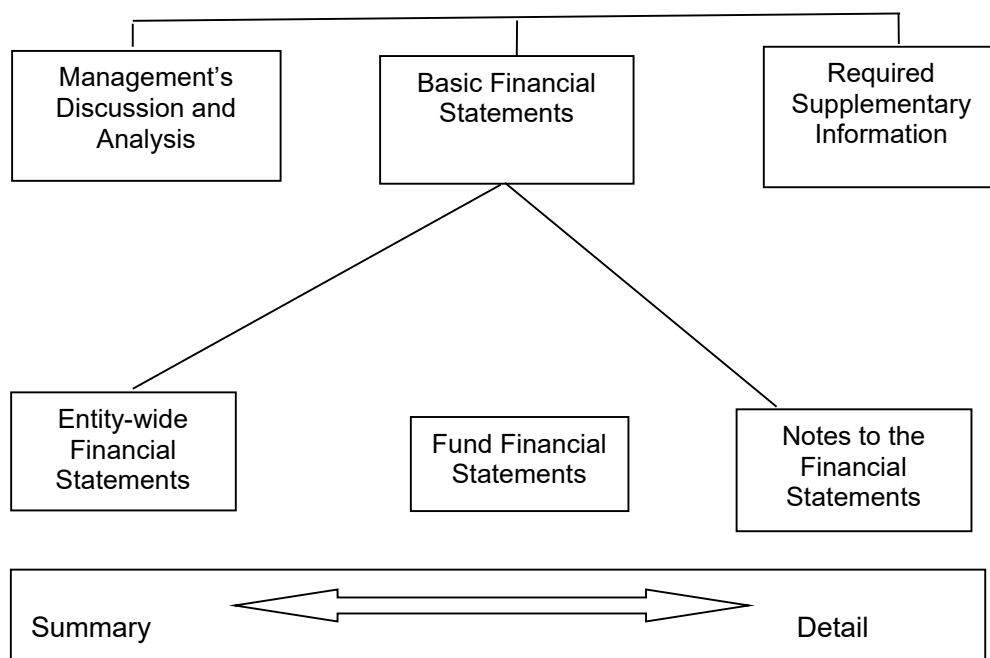 Management’s
Discussion and
Analysis
Basic Financial
Statements
Required
Supplementary
Information
Entity-wide
Financial
Statements
Fund Financial
Statements
Notes to the
Financial
Statements
Summary
Detail